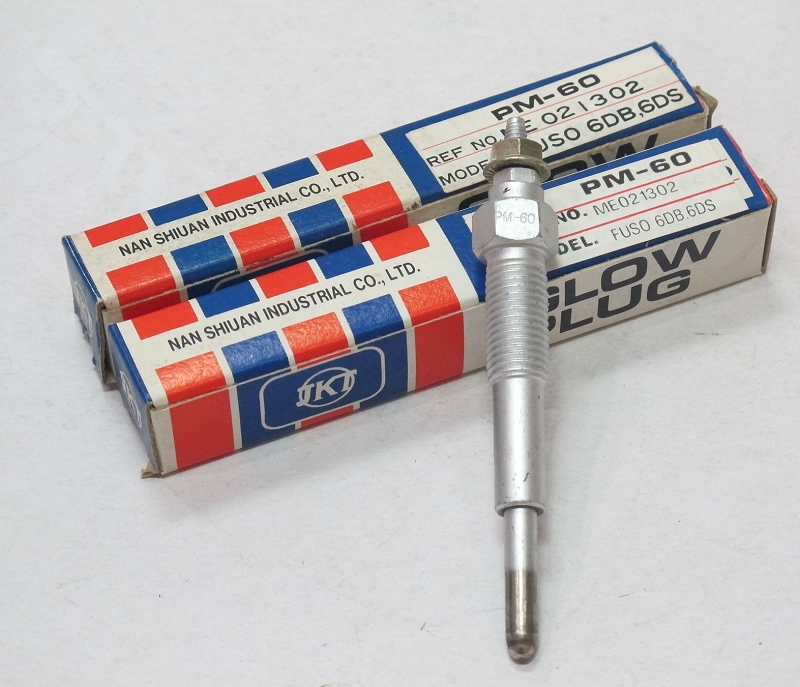 PM-60
REF NO. ME 021302
FUSO 6DB,6DS
NAN SHIUAN INDUSTRIAL CO., LTD.
PM-60
NO. ME021302
DEL. FUSO 6DB,6DS
GLOW
PLUG
NAN SHIUAN INDUSTRIAL CO., LTD.
JKT
PM-60